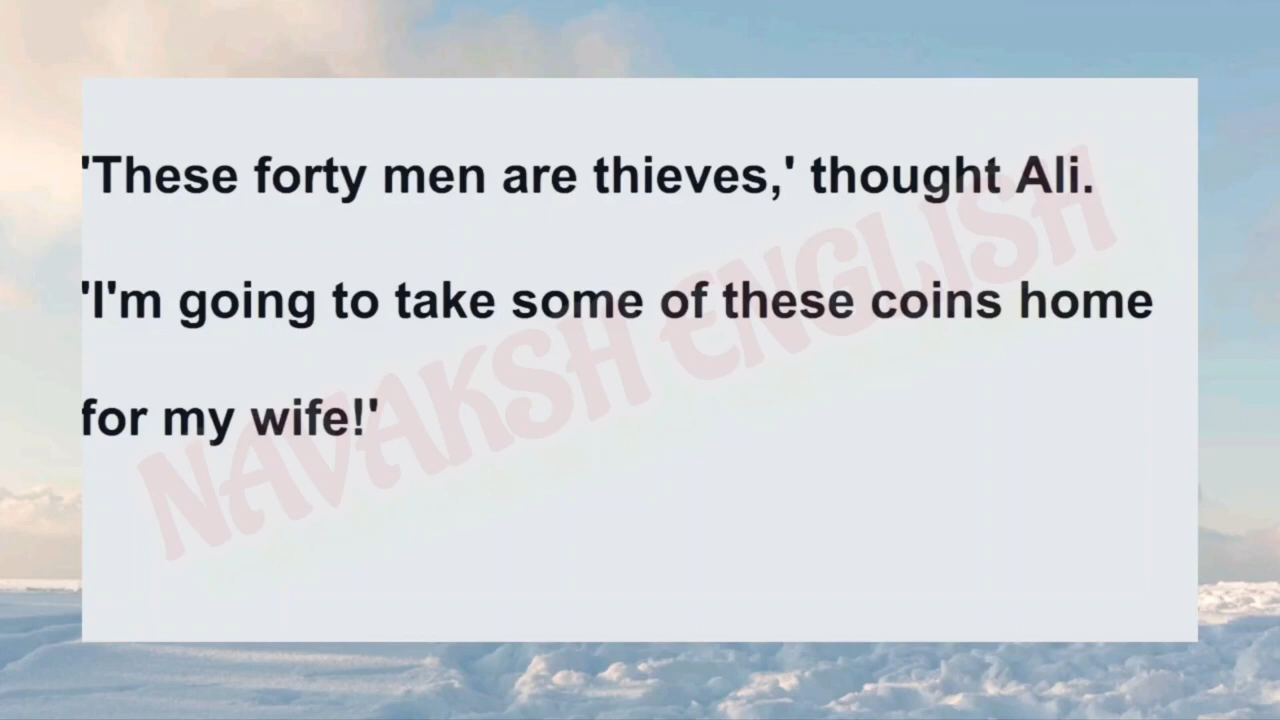 'These forty men are thieves,' thought Ali.
'I'm going to take some of these coins home
for my wife!'
NAVAKSH ENGLISH